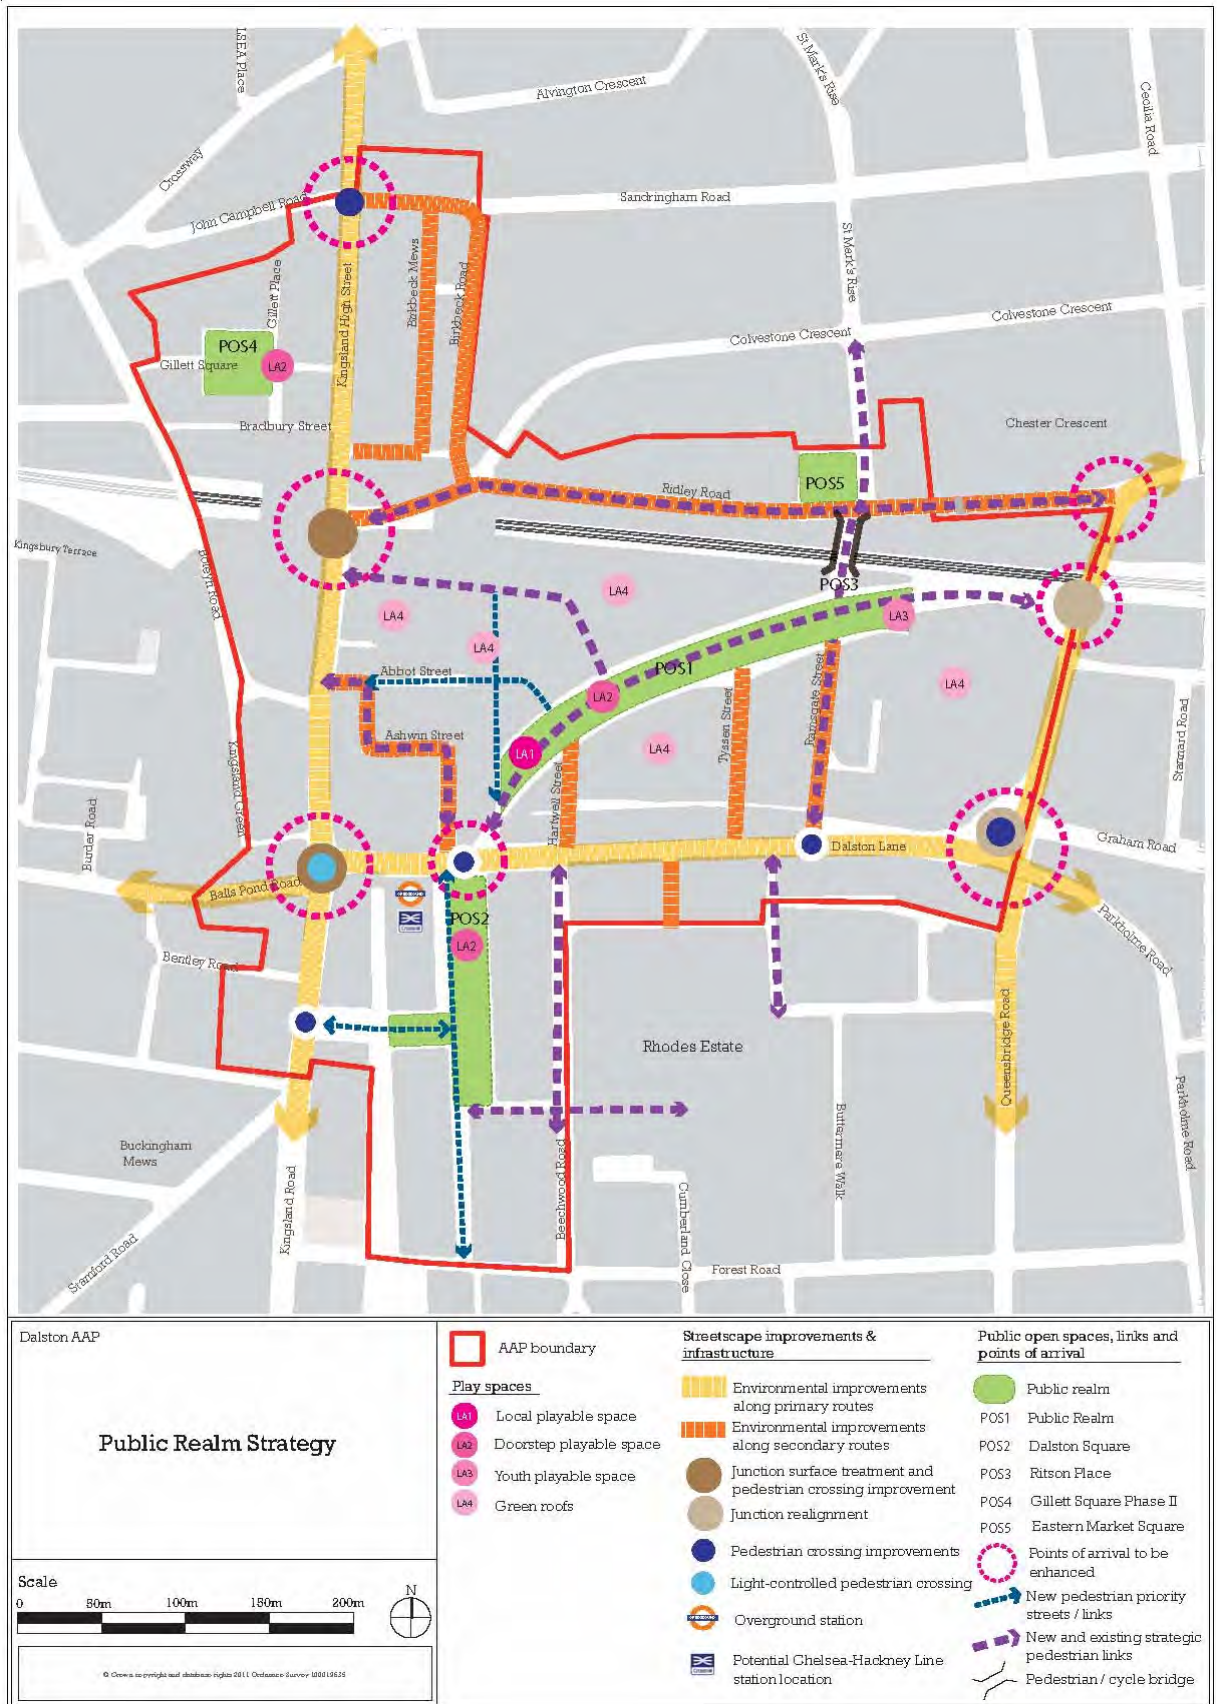 LSEA Place
St Mark's Rise
Alvington Crescent
Cecilia Road
Crossway
John Campbell Road
Sandringham Road
St Mark's Rise
Birkbeck Mews
Birkbeck Road
Gillett Place
Kingsland High Street
Colvestone Crescent
Colvestone Crescent
POS4
Gillett Square
LA2
Bradbury Street
Chester Crescent
POS5
Ridley Road
Kingsbury Terrace
Boleyn Road
POS3
LA4
LA4
LA3
LA4
Abbot Street
POS1
LA4
LA2
Ramsgate Street
Tyssen Street
Stannard Road
Ashwin Street
LA1
LA4
Kingsland Green
Hartwell Street
Burder Road
Dalston Lane
Graham Road
Balls Pond Road
POS2
LA2
Parkholme Road
Bentley Road
Queensbridge Road
Rhodes Estate
Parkholme Road
Buckingham
Mews
Buttermere Walk
Beechwood Road
Kingsland Road
Cumberland Close
Stamford Road
Forest Road
Dalston AAP
Public Realm Strategy
Scale
0 50m 100m 150m 200m
N
© Crown copyright and database rights 2011 Ordnance Survey 100019635
AAP boundary
Play spaces
LA1 Local playable space
LA2 Doorstep playable space
LA3 Youth playable space
LA4 Green roofs
Streetscape improvements &
infrastructure
Environmental improvements
along primary routes
Environmental improvements
along secondary routes
Junction surface treatment and
pedestrian crossing improvement
Junction realignment
Pedestrian crossing improvements
Light-controlled pedestrian crossing
Overground station
Potential Chelsea-Hackney Line
station location
Public open spaces, links and
points of arrival
Public realm
POS1 Public Realm
POS2 Dalston Square
POS3 Ritson Place
POS4 Gillett Square Phase II
POS5 Eastern Market Square
Points of arrival to be
enhanced
New pedestrian priority
streets / links
New and existing strategic
pedestrian links
Pedestrian / cycle bridge